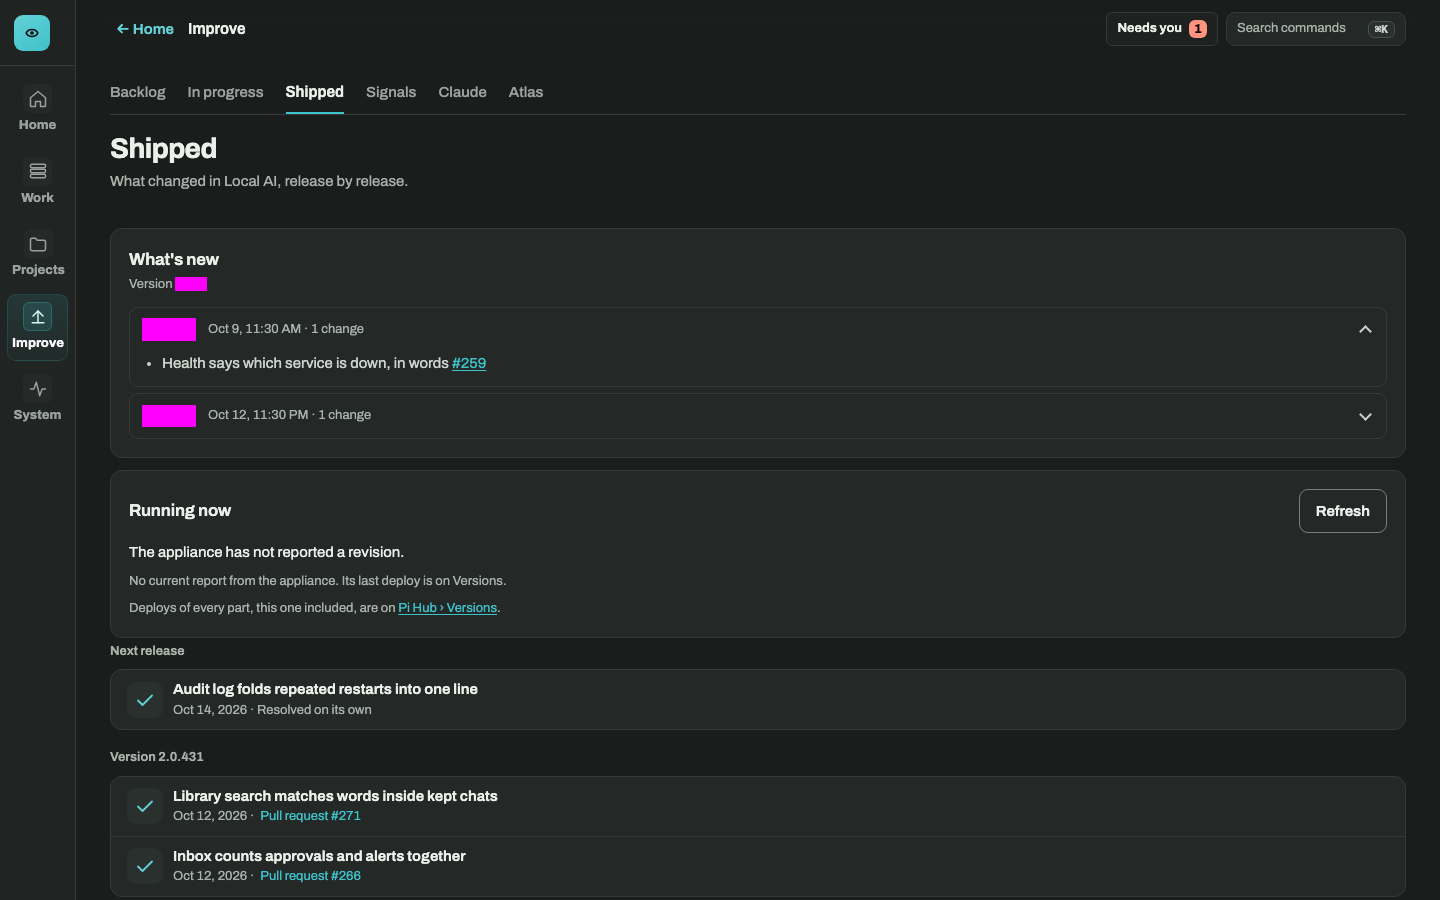 ← Home Improve
Needs you 1
Search commands ⌘K
Home
Work
Projects
Improve
System
Backlog In progress Shipped Signals Claude Atlas
Shipped
What changed in Local AI, release by release.
What's new
Version
Oct 9, 11:30 AM · 1 change
• Health says which service is down, in words #259
Oct 12, 11:30 PM · 1 change
Running now
Refresh
The appliance has not reported a revision.
No current report from the appliance. Its last deploy is on Versions.
Deploys of every part, this one included, are on Pi Hub › Versions.
Next release
Audit log folds repeated restarts into one line
Oct 14, 2026 · Resolved on its own
Version 2.0.431
Library search matches words inside kept chats
Oct 12, 2026 · Pull request #271
Inbox counts approvals and alerts together
Oct 12, 2026 · Pull request #266